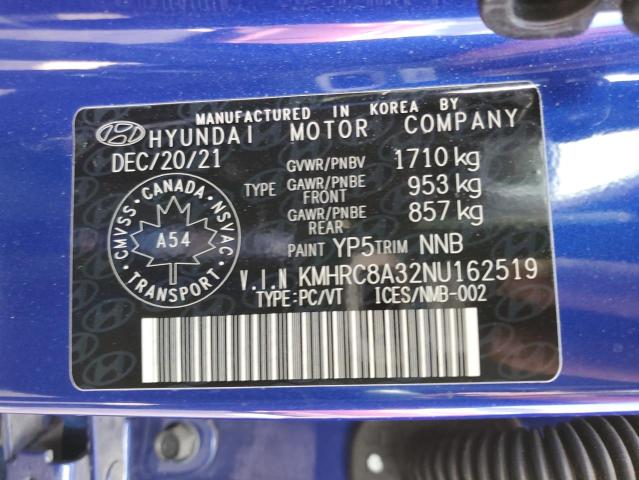 MANUFACTURED IN KOREA BY
HYUNDAI MOTOR COMPANY
DEC/20/21
GVWR/PNBV 1710 kg
TYPE GAWR/PNBE FRONT 953 kg
GAWR/PNBE REAR 857 kg
PAINT YP5 TRIM NNB
CMVSS·CANADA·NSVAC·TRANSPORT·
A54
V.I.N KMHRC8A32NU162519
TYPE:PC/VT ICES/NMB-002